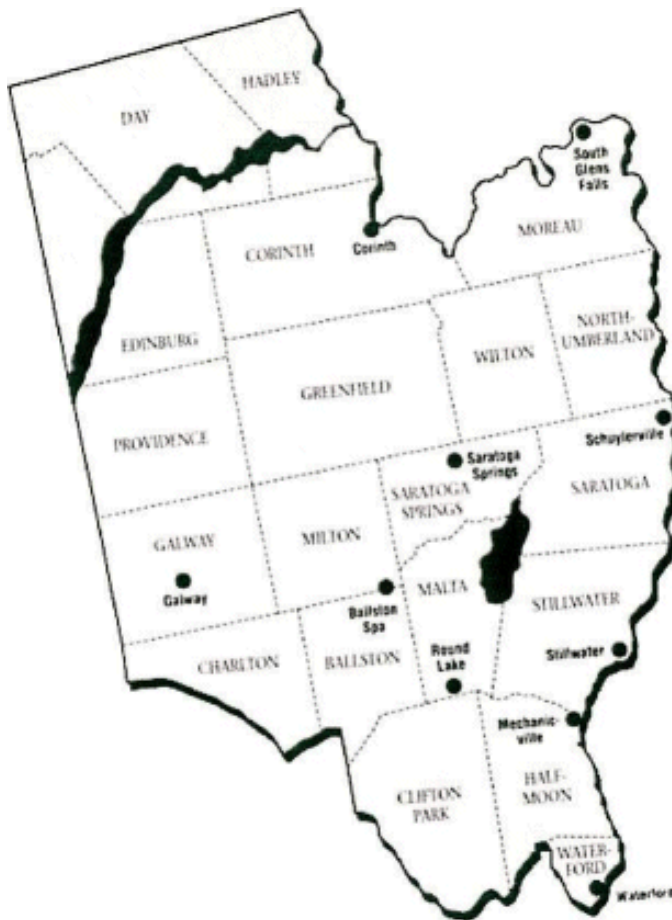 HADLEY
DAY
South
Glens
Falls
MOREAU
CORINTH
Corinth
NORTH-
UMBERLAND
EDINBURG
WILTON
GREENFIELD
PROVIDENCE
Schuylerville
Saratoga
Springs
SARATOGA
SARATOGA
SPRINGS
GALWAY
MILTON
Galway
MALTA
Ballston
Spa
STILLWATER
CHARLTON
BALLSTON
Round
Lake
Stillwater
Mechanic-
ville
HALF-
MOON
CLIFTON
PARK
WATER-
FORD
Waterford